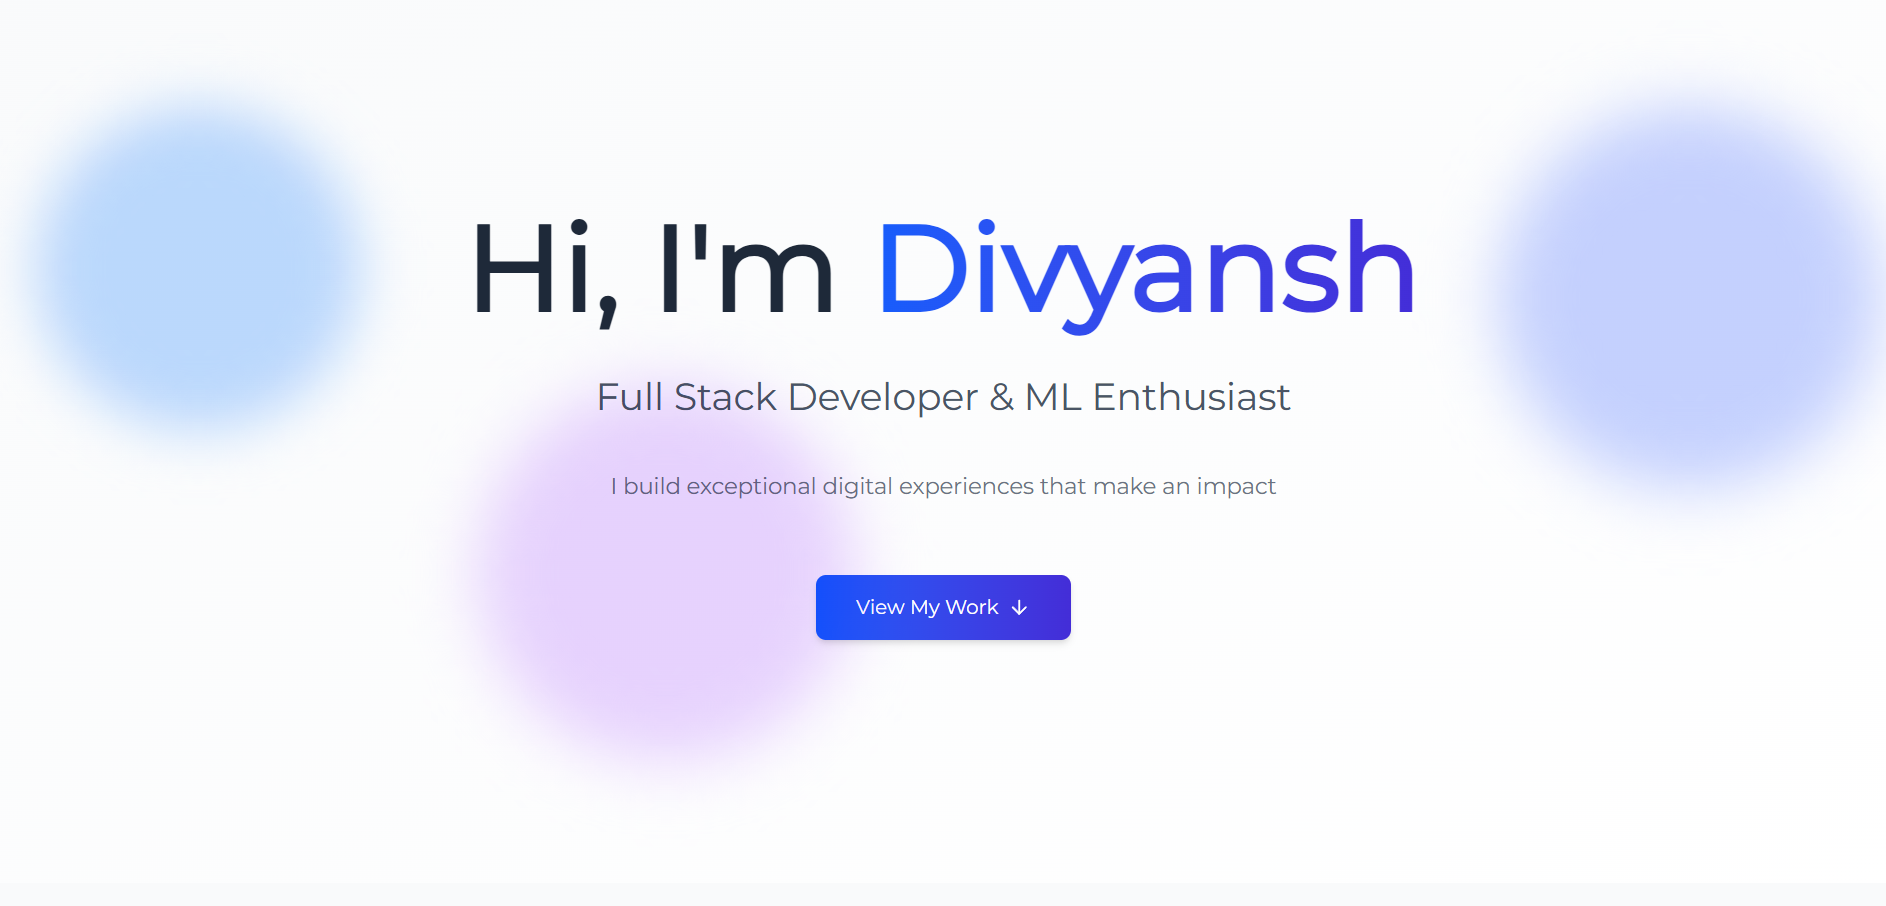 Hi, I'm Divyansh
Full Stack Developer & ML Enthusiast
I build exceptional digital experiences that make an impact
View My Work ↓